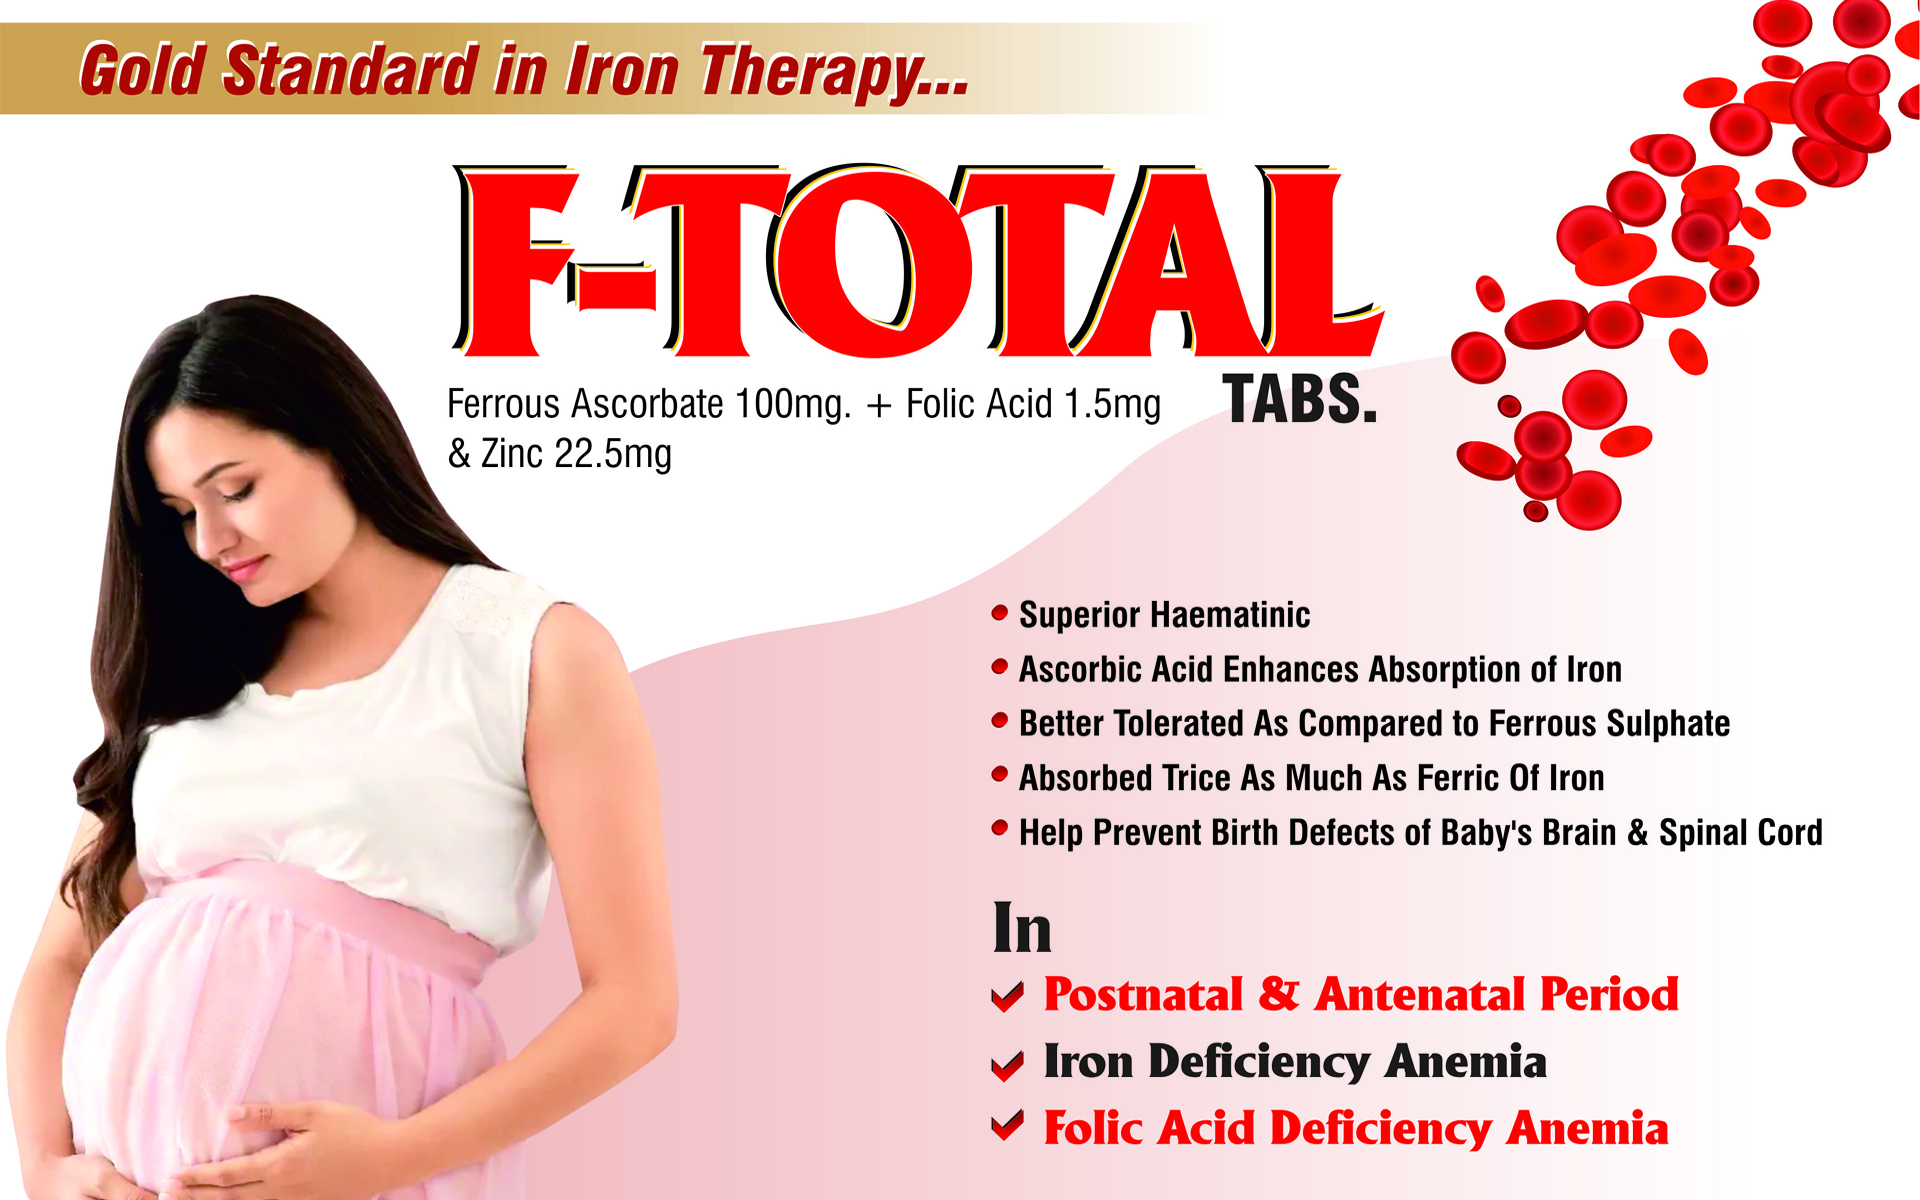 Gold Standard in Iron Therapy...
F-TOTAL
TABS.
Ferrous Ascorbate 100mg. + Folic Acid 1.5mg
& Zinc 22.5mg
Superior Haematinic
Ascorbic Acid Enhances Absorption of Iron
Better Tolerated As Compared to Ferrous Sulphate
Absorbed Trice As Much As Ferric Of Iron
Help Prevent Birth Defects of Baby's Brain & Spinal Cord
In
Postnatal & Antenatal Period
Iron Deficiency Anemia
Folic Acid Deficiency Anemia